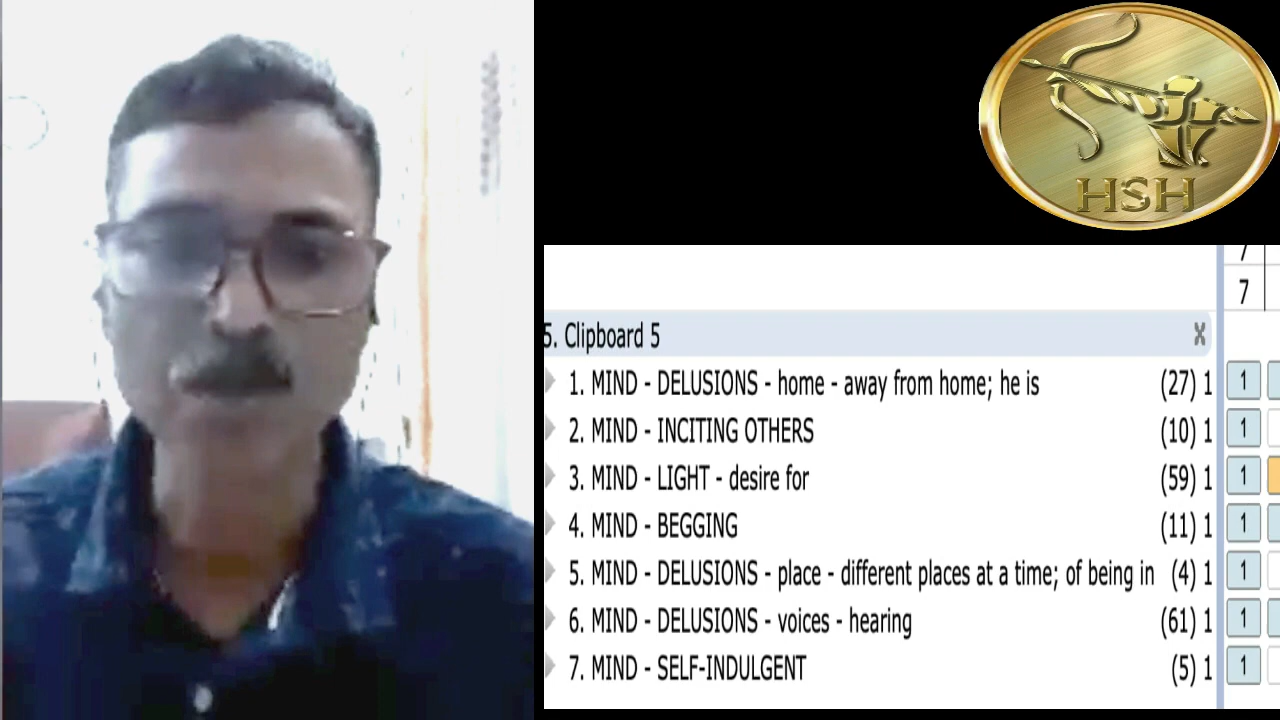 HSH
7
5. Clipboard 5 X
1. MIND - DELUSIONS - home - away from home; he is (27) 1 1
2. MIND - INCITING OTHERS (10) 1 1
3. MIND - LIGHT - desire for (59) 1 1
4. MIND - BEGGING (11) 1 1
5. MIND - DELUSIONS - place - different places at a time; of being in (4) 1 1
6. MIND - DELUSIONS - voices - hearing (61) 1 1
7. MIND - SELF-INDULGENT (5) 1 1